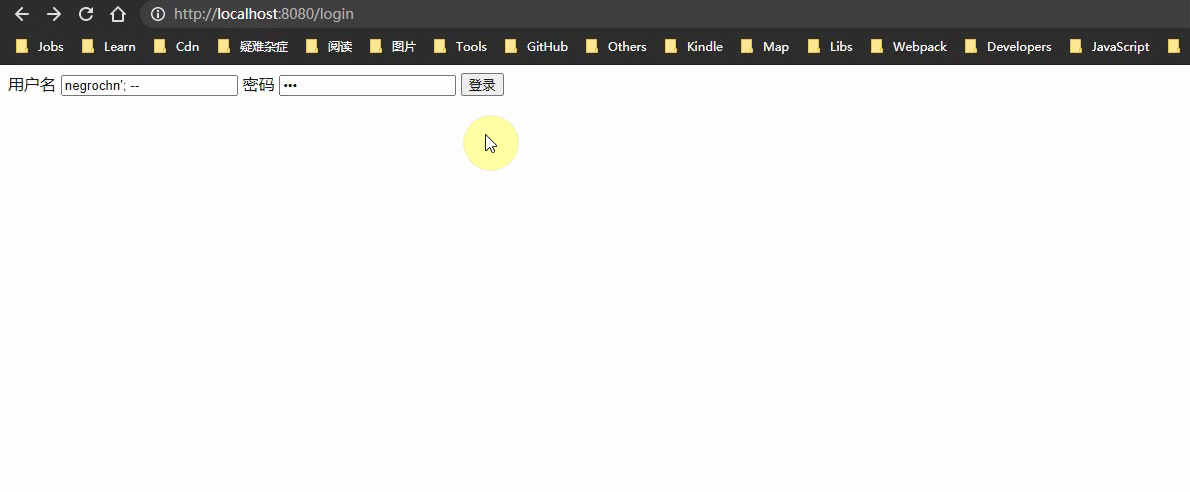 http://localhost:8080/login
Jobs Learn Cdn 疑难杂症 阅读 图片 Tools GitHub Others Kindle Map Libs Webpack Developers JavaScript
用户名 negrochn'; -- 密码 ••• 登录